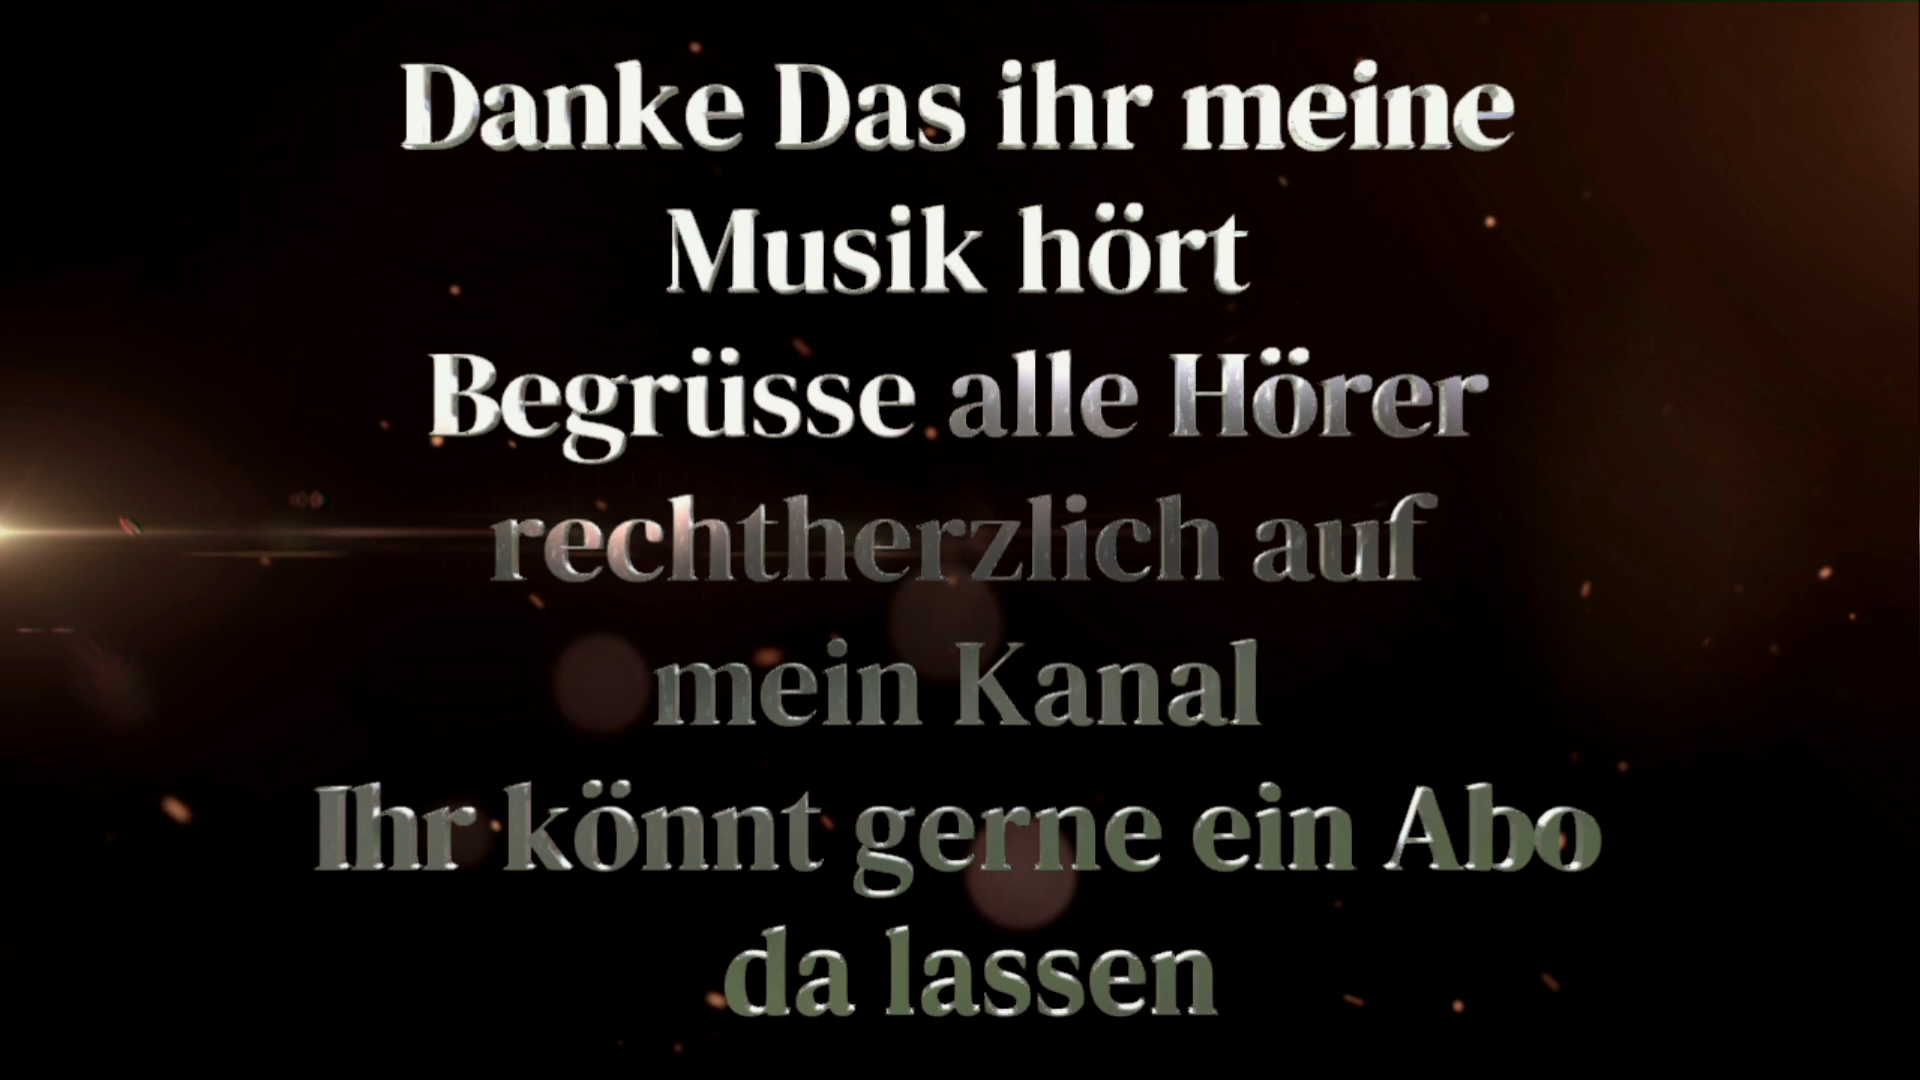 Danke Das ihr meine
Musik hört
Begrüsse alle Hörer
rechtherzlich auf
mein Kanal
Ihr könnt gerne ein Abo
da lassen